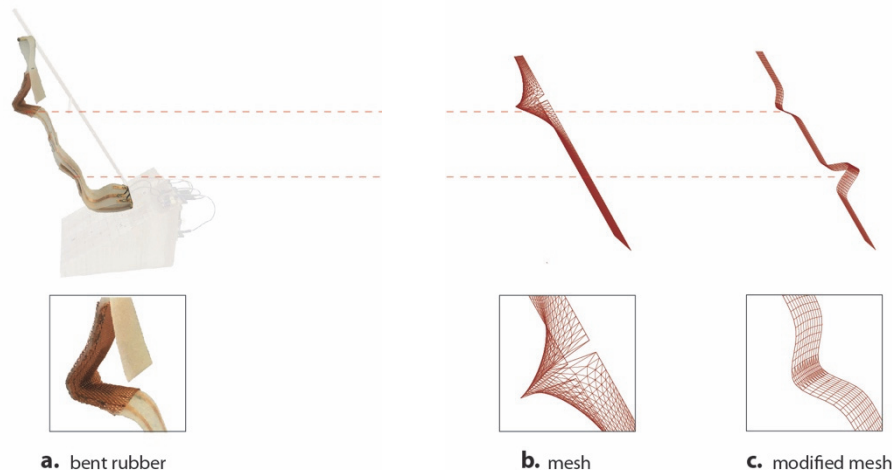 a. bent rubber
b. mesh
c. modified mesh